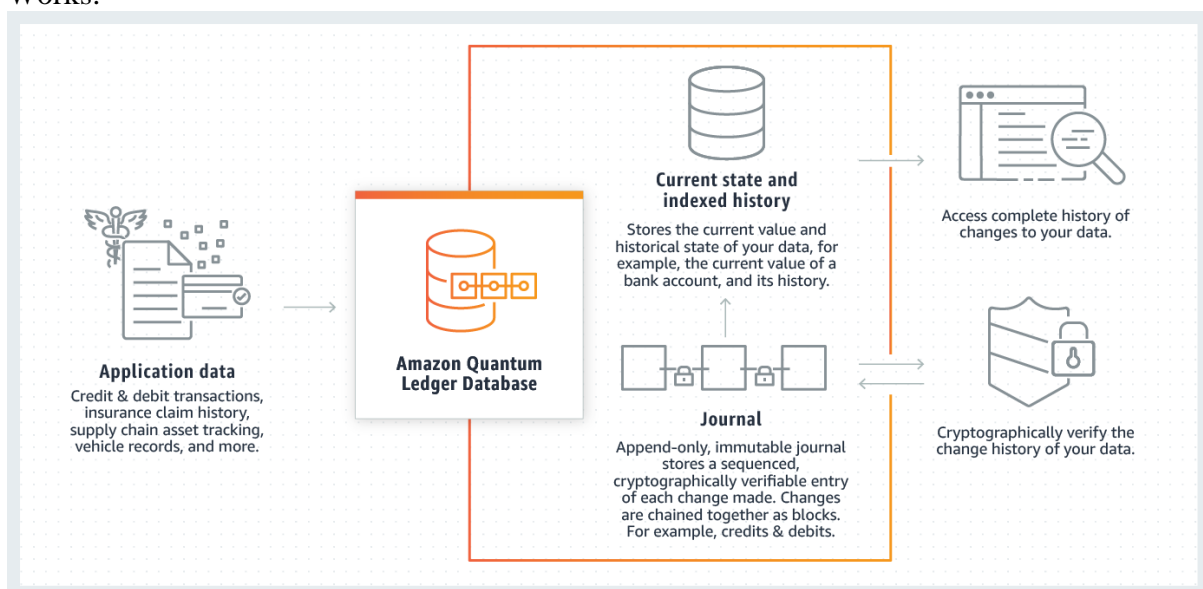 Works:
Application data
Credit & debit transactions,
insurance claim history,
supply chain asset tracking,
vehicle records, and more.
Amazon Quantum
Ledger Database
Current state and
indexed history
Stores the current value and
historical state of your data, for
example, the current value of a
bank account, and its history.
Journal
Append-only, immutable journal
stores a sequenced,
cryptographically verifiable entry
of each change made. Changes
are chained together as blocks.
For example, credits & debits.
Access complete history of
changes to your data.
Cryptographically verify the
change history of your data.